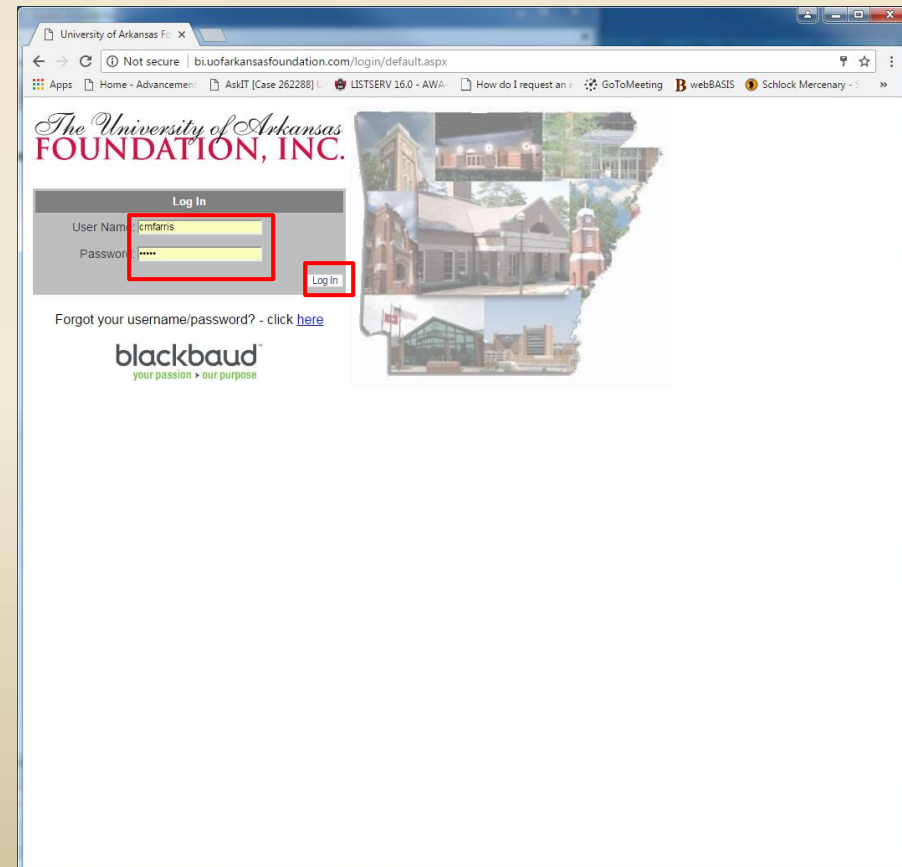 University of Arkansas Fo
Not secure | bi.uofarkansasfoundation.com/login/default.aspx
Apps Home - Advancement AskIT [Case 262288] U LISTSERV 16.0 - AWA How do I request an e GoToMeeting webBASIS Schlock Mercenary - S »
The University of Arkansas
FOUNDATION, INC.
Log In
User Name: cmfarris
Password: •••••
Log In
Forgot your username/password? - click here
blackbaud™
your passion > our purpose